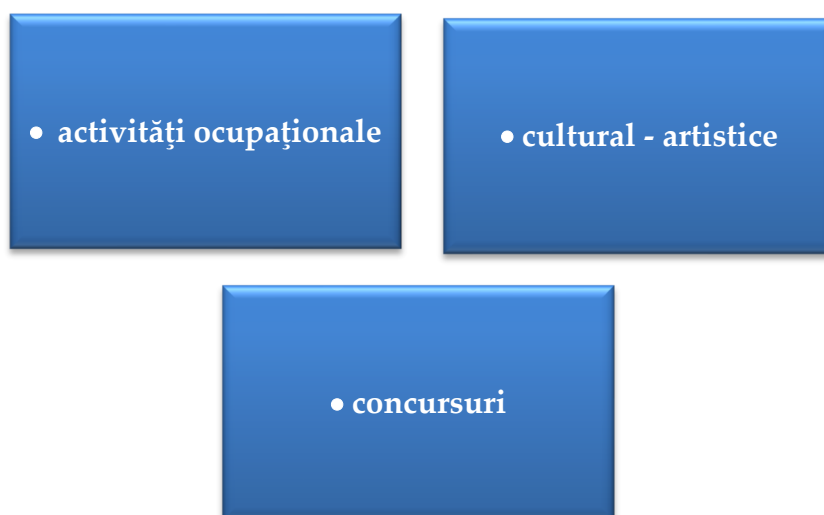 • activităţi ocupaţionale
• cultural - artistice
• concursuri